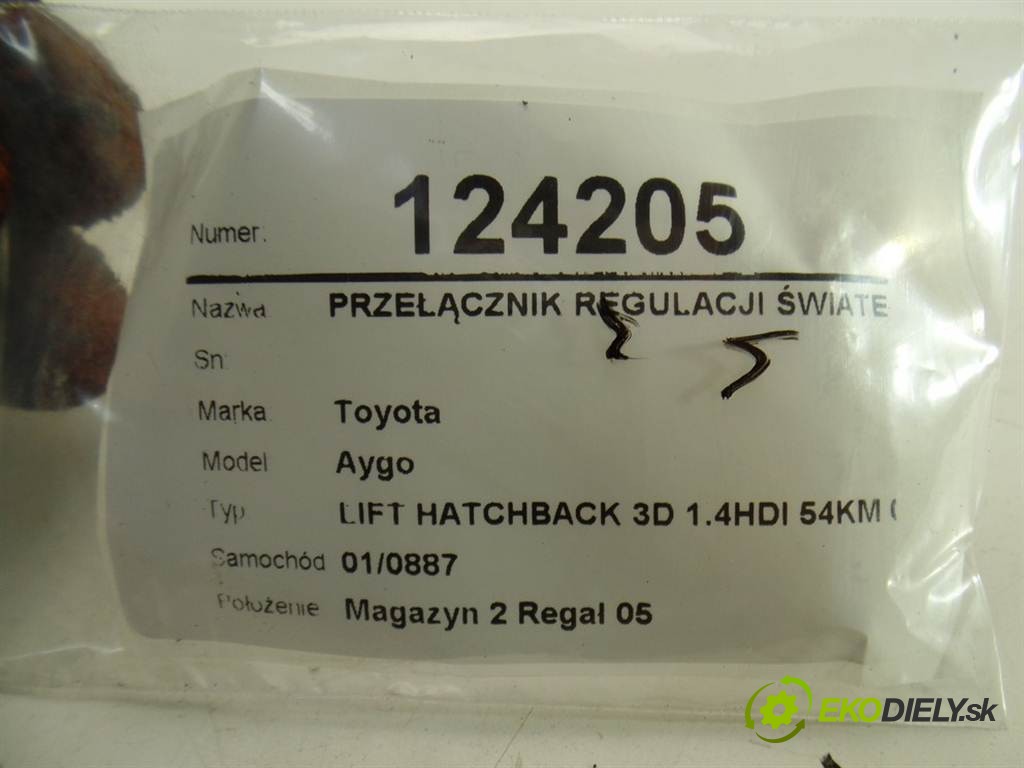 Numer: 124205
Nazwa PRZEŁĄCZNIK REGULACJI ŚWIATE
Sn:
Marka: Toyota
Model Aygo
Typ LIFT HATCHBACK 3D 1.4HDI 54KM
Samochód 01/0887
Położenie Magazyn 2 Regał 05
EKODIELY.sk